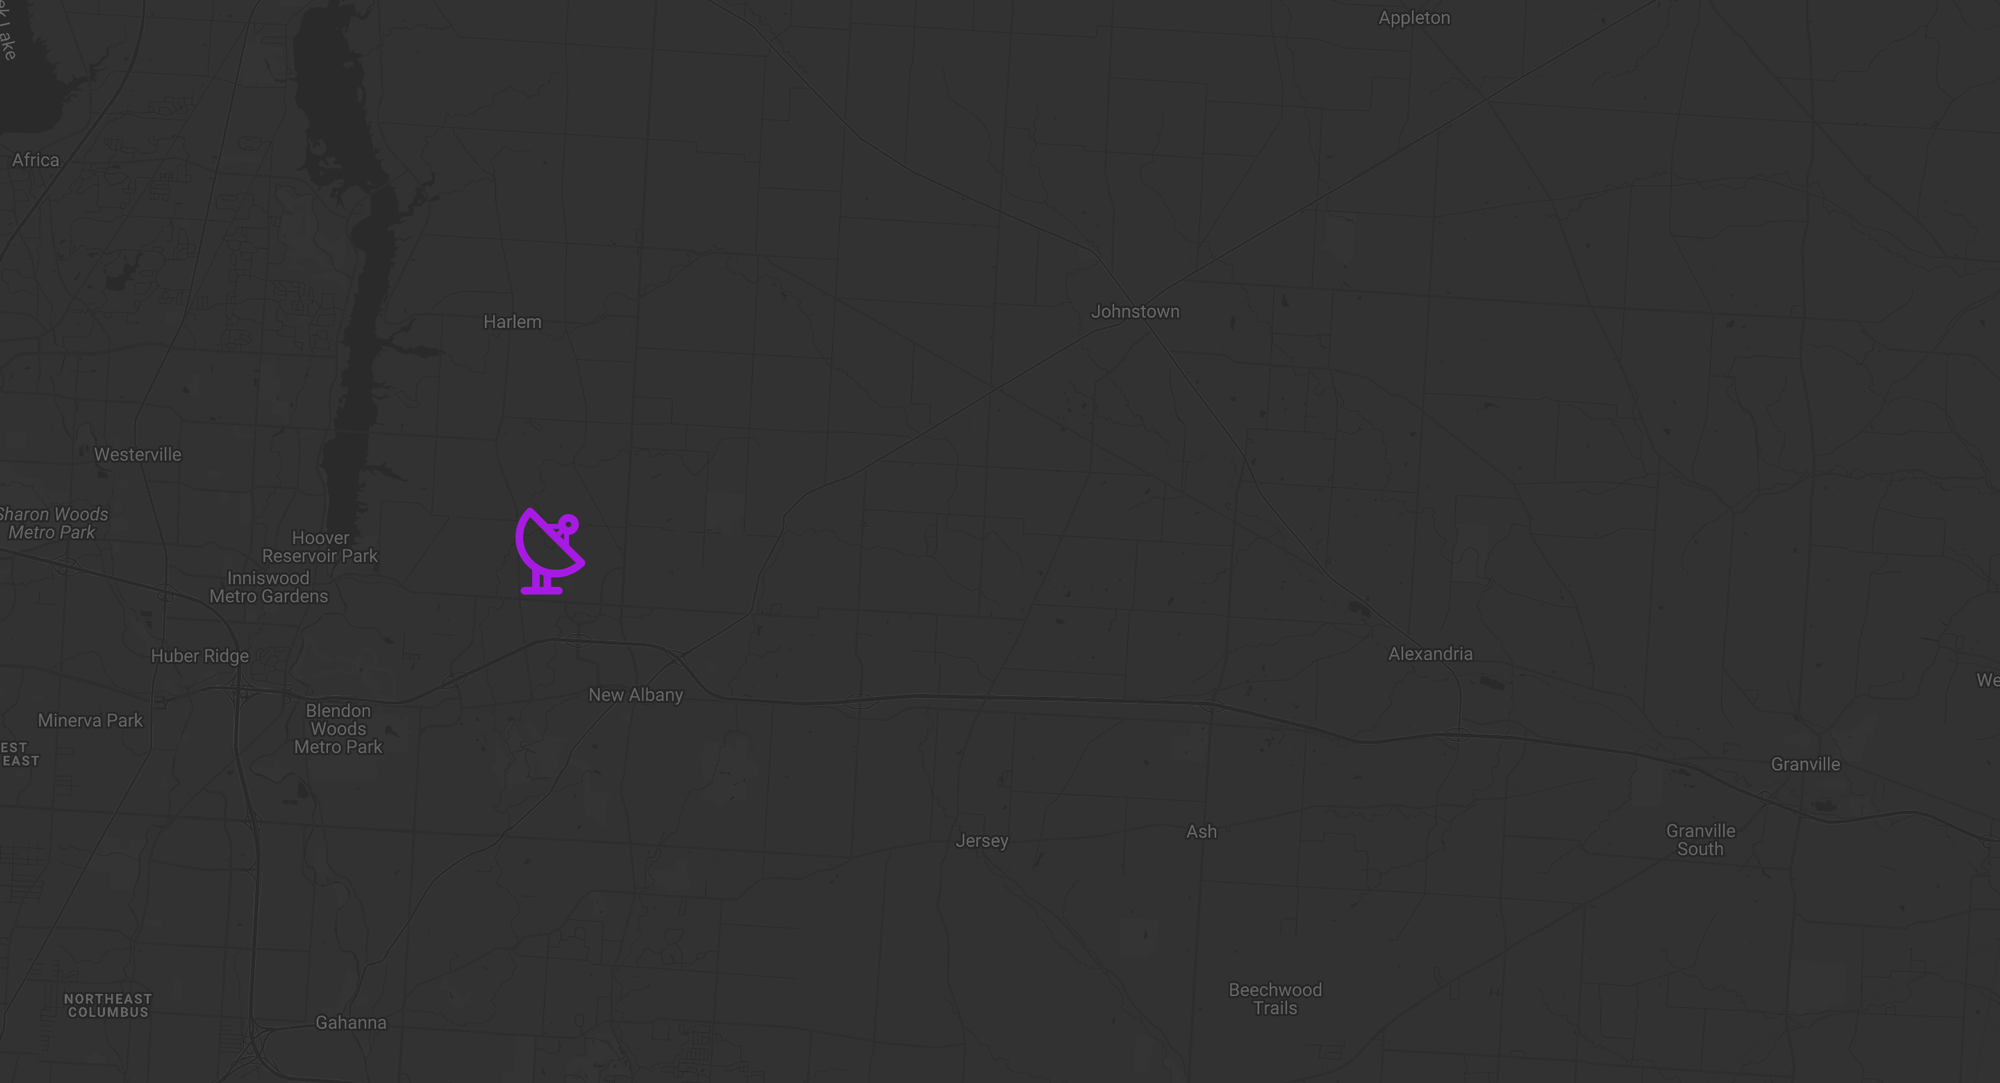 Appleton
Africa
Johnstown
Harlem
Westerville
Sharon Woods
Metro Park
Hoover
Reservoir Park
Inniswood
Metro Gardens
Huber Ridge
Alexandria
New Albany
Minerva Park
Blendon
Woods
Metro Park
EST
EAST
Granville
Jersey
Ash
Granville
South
Beechwood
Trails
NORTHEAST
COLUMBUS
Gahanna